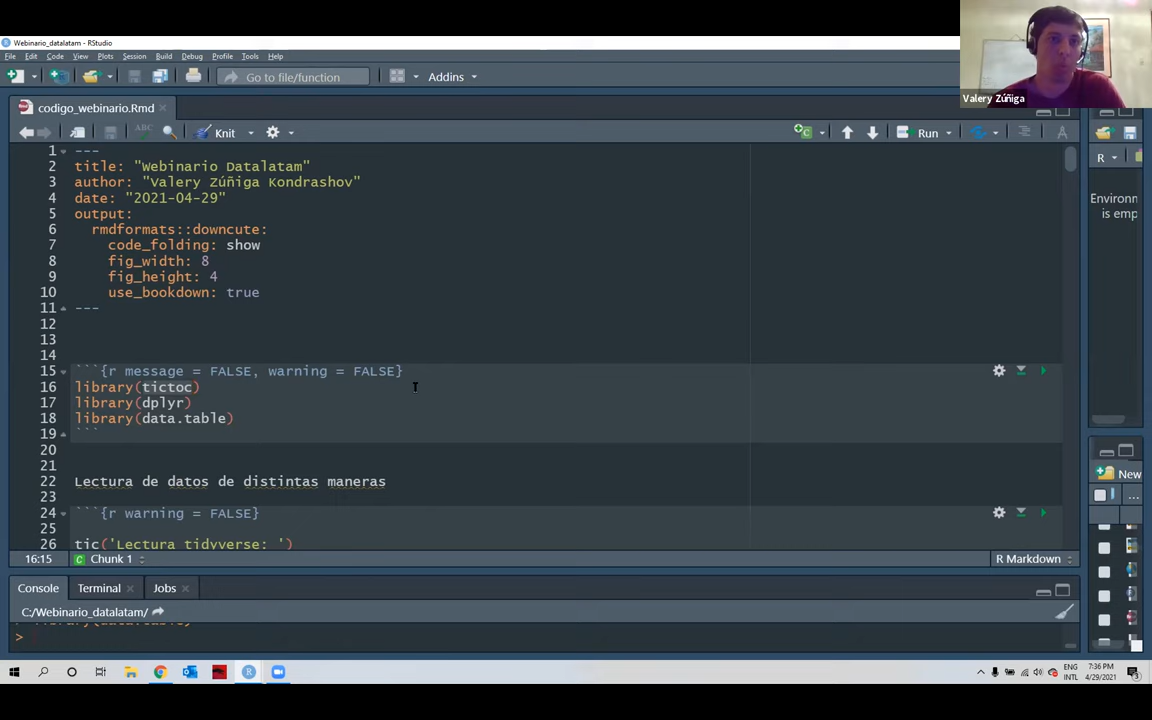 Webinario_datalatam - RStudio
File Edit Code View Plots Session Build Debug Profile Tools Help
Go to file/function
Addins
Valery Zúñiga
codigo_webinario.Rmd
ABC Knit
Run
1 ---
2 title: "Webinario Datalatam"
3 author: "Valery Zúñiga Kondrashov"
4 date: "2021-04-29"
5 output:
6 rmdformats::downcute:
7 code_folding: show
8 fig_width: 8
9 fig_height: 4
10 use_bookdown: true
11 ---
12
13
14
15 ```{r message = FALSE, warning = FALSE}
16 library(tictoc)
17 library(dplyr)
18 library(data.table)
19 ```
20
21
22 Lectura de datos de distintas maneras
23
24 ```{r warning = FALSE}
25
26 tic('Lectura tidyverse: ')
16:15 Chunk 1 R Markdown
R
Environn
is emp
New
Console Terminal Jobs
C:/Webinario_datalatam/
> library(data.table)
>
ENG
INTL
7:36 PM
4/29/2021